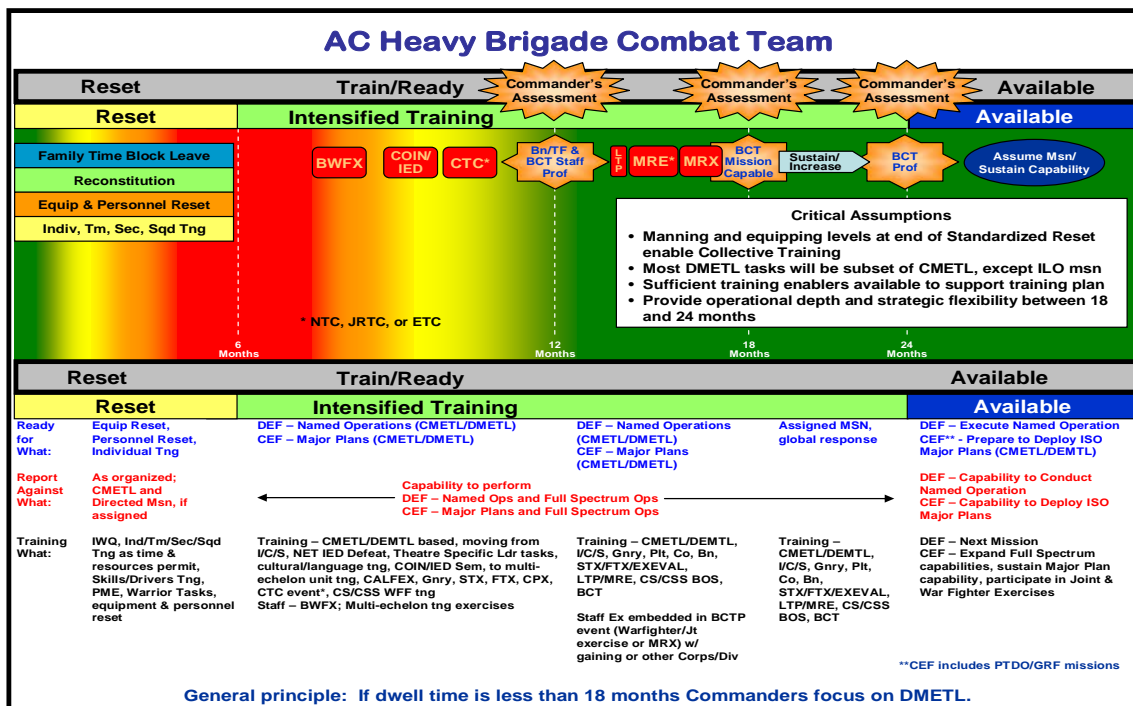 AC Heavy Brigade Combat Team
Reset
Train/Ready
Commander's
Assessment
Commander's
Assessment
Commander's
Assessment
Available
Reset
Intensified Training
Available
Family Time Block Leave
Reconstitution
Equip & Personnel Reset
Indiv, Tm, Sec, Sqd Tng
BWFX
COIN/
IED
CTC*
Bn/TF &
BCT Staff
Prof
L
T
P
MRE*
MRX
BCT
Mission
Capable
Sustain/
Increase
BCT
Prof
Assume Msn/
Sustain Capability
Critical Assumptions
• Manning and equipping levels at end of Standardized Reset
enable Collective Training
• Most DMETL tasks will be subset of CMETL, except ILO msn
• Sufficient training enablers available to support training plan
• Provide operational depth and strategic flexibility between 18
and 24 months
* NTC, JRTC, or ETC
6
Months
12
Months
18
Months
24
Months
Reset
Train/Ready
Available
Reset
Intensified Training
Available
Ready
for
What:
Equip Reset,
Personnel Reset,
Individual Tng
DEF – Named Operations (CMETL/DMETL)
CEF – Major Plans (CMETL/DMETL)
DEF – Named Operations
(CMETL/DMETL)
CEF – Major Plans
(CMETL/DMETL)
Assigned MSN,
global response
DEF – Execute Named Operation
CEF** - Prepare to Deploy ISO
Major Plans (CMETL/DEMTL)
Report
Against
What:
As organized;
CMETL and
Directed Msn, if
assigned
Capability to perform
DEF – Named Ops and Full Spectrum Ops
CEF – Major Plans and Full Spectrum Ops
DEF – Capability to Conduct
Named Operation
CEF – Capability to Deploy ISO
Major Plans
Training
What:
IWQ, Ind/Tm/Sec/Sqd
Tng as time &
resources permit,
Skills/Drivers Tng,
PME, Warrior Tasks,
equipment & personnel
reset
Training – CMETL/DEMTL based, moving from
I/C/S, NET IED Defeat, Theatre Specific Ldr tasks,
cultural/language tng, COIN/IED Sem, to multi-
echelon unit tng, CALFEX, Gnry, STX, FTX, CPX,
CTC event*, CS/CSS WFF tng
Staff – BWFX; Multi-echelon tng exercises
Training – CMETL/DEMTL,
I/C/S, Gnry, Plt, Co, Bn,
STX/FTX/EXEVAL,
LTP/MRE, CS/CSS BOS,
BCT
Staff Ex embedded in BCTP
event (Warfighter/Jt
exercise or MRX) w/
gaining or other Corps/Div
Training –
CMETL/DEMTL,
I/C/S, Gnry, Plt,
Co, Bn,
STX/FTX/EXEVAL,
LTP/MRE, CS/CSS
BOS, BCT
DEF – Next Mission
CEF – Expand Full Spectrum
capabilities, sustain Major Plan
capability, participate in Joint &
War Fighter Exercises
**CEF includes PTDO/GRF missions
General principle: If dwell time is less than 18 months Commanders focus on DMETL.